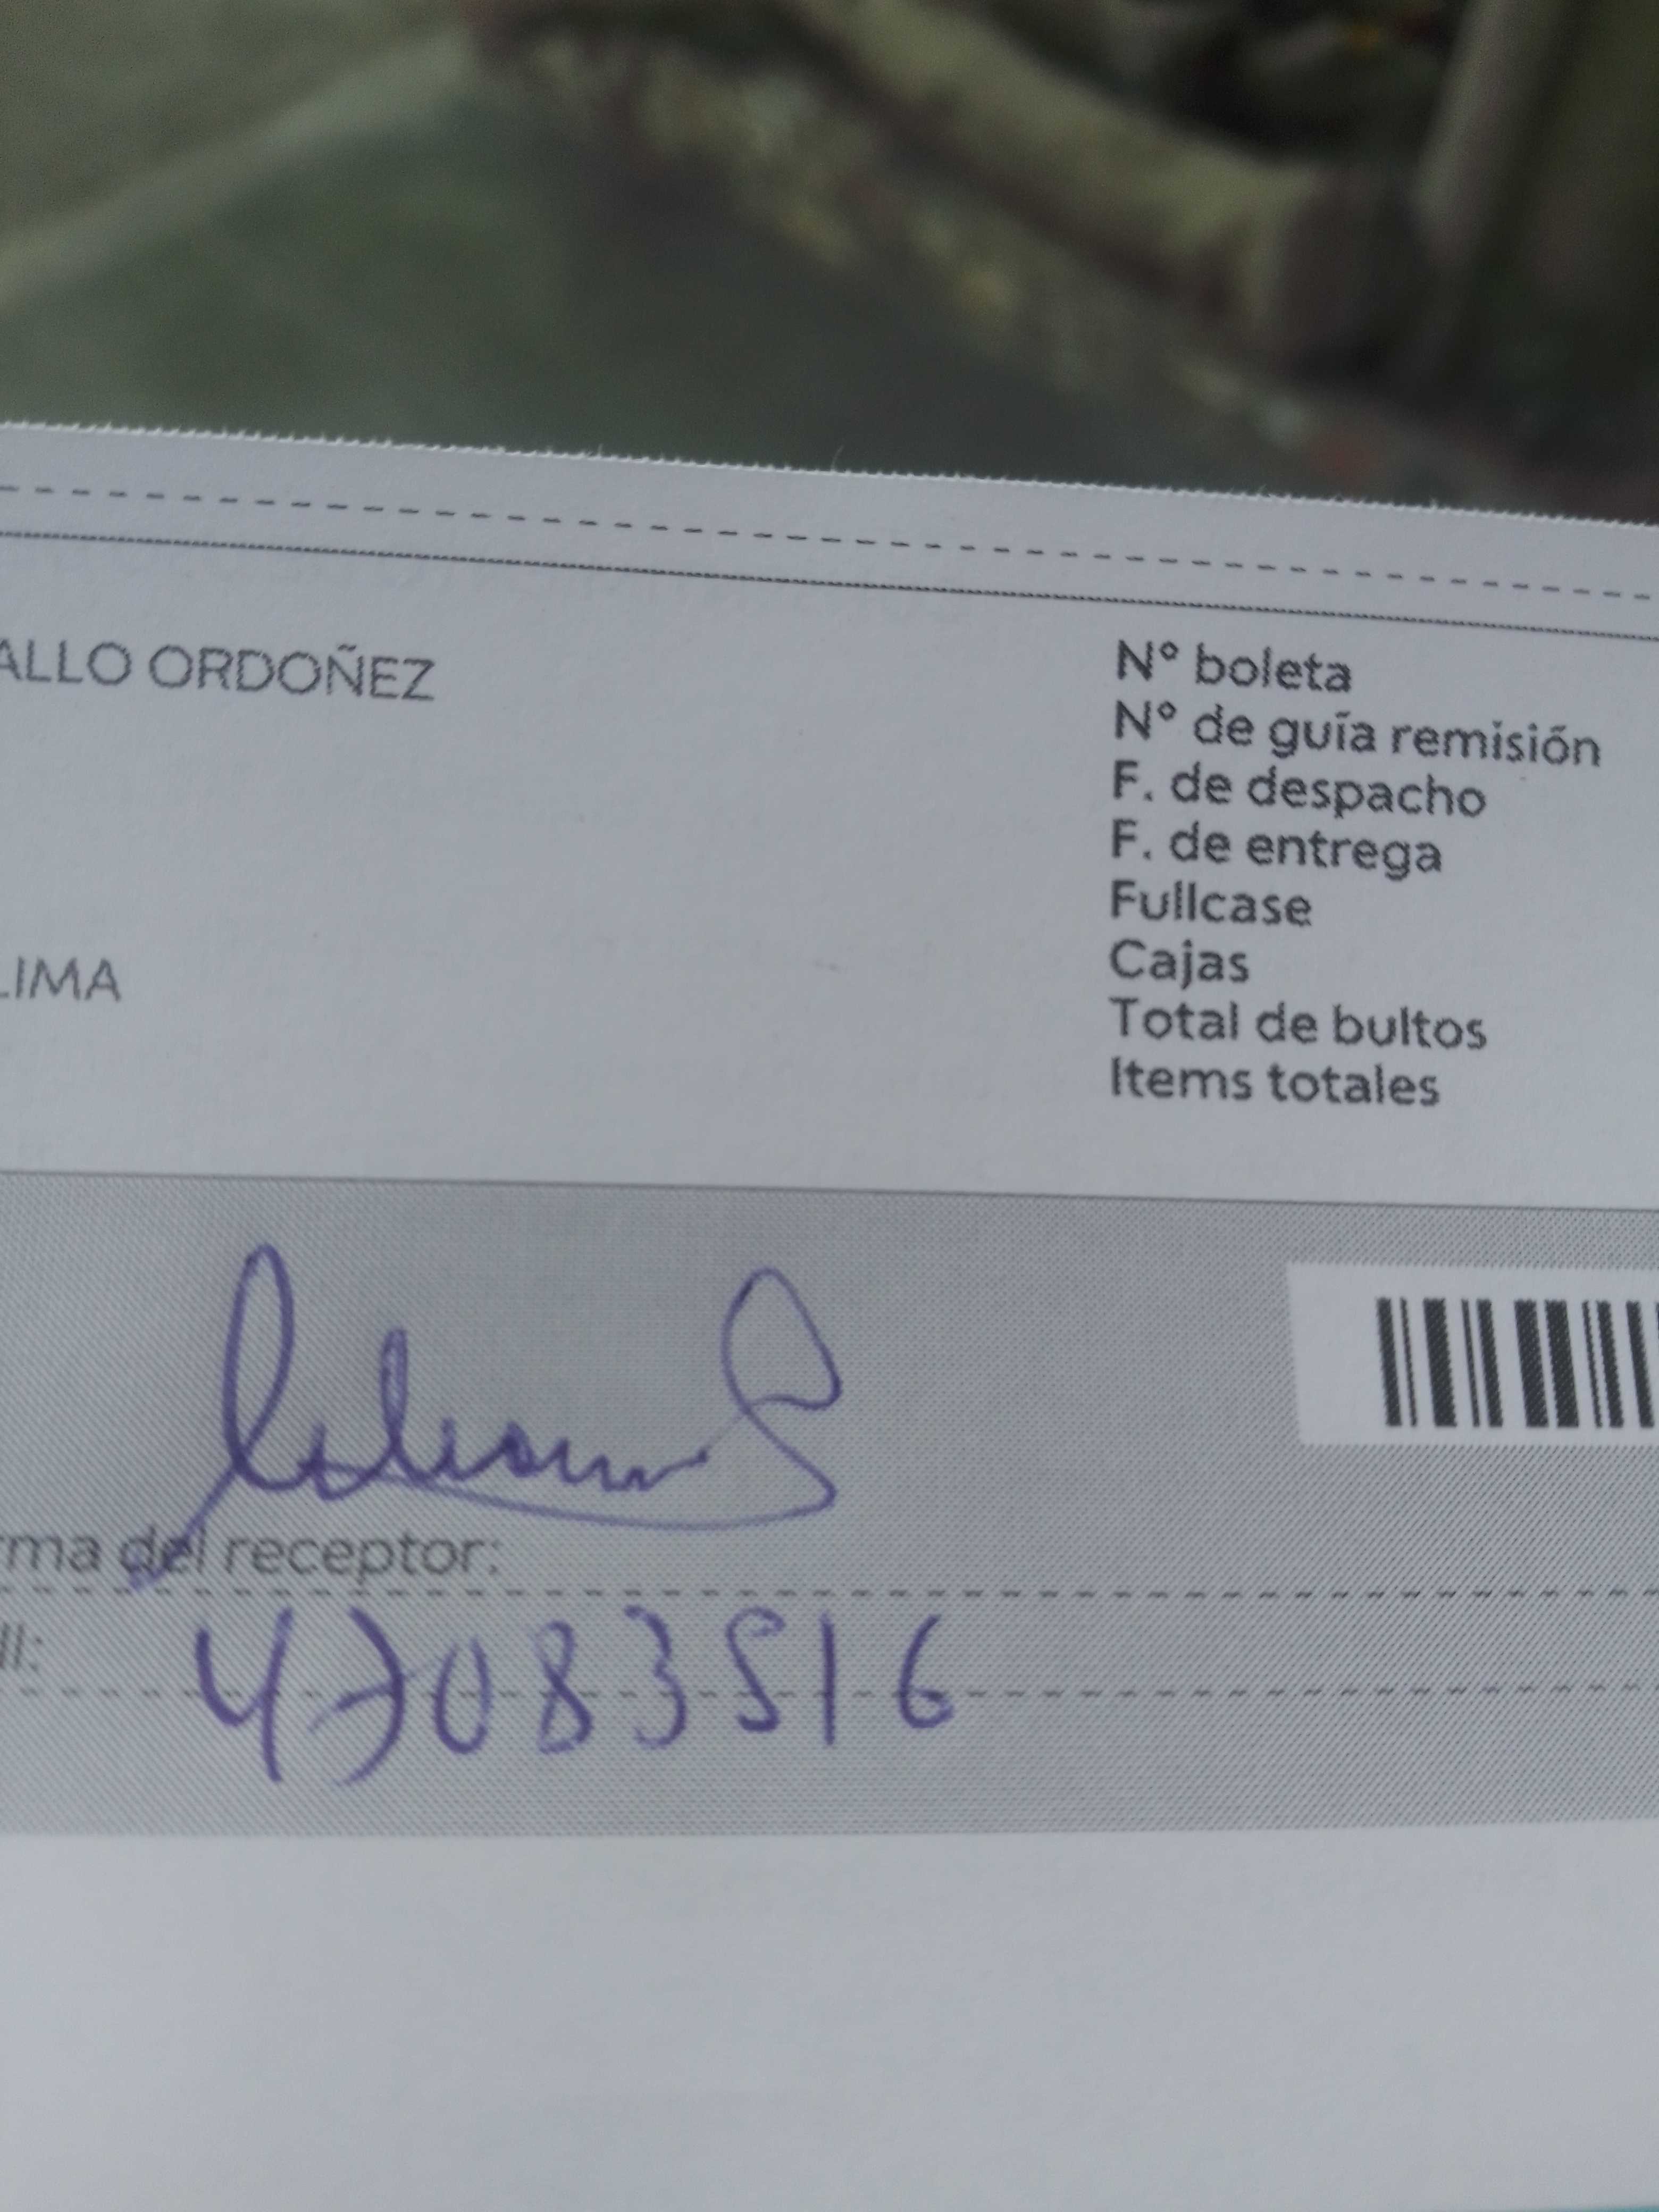 ALLO ORDOÑEZ
LIMA
N° boleta
N° de guía remisión
F. de despacho
F. de entrega
Fullcase
Cajas
Total de bultos
Items totales
rma del receptor:
NI: 47083516